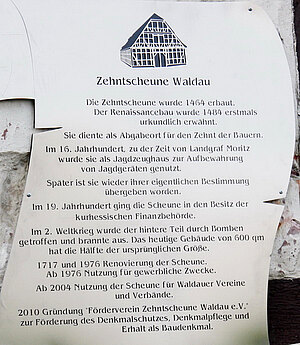 Zehntscheune Waldau
Die Zehntscheune wurde 1464 erbaut.
Der Renaissancebau wurde 1484 erstmals
urkundlich erwähnt.
Sie diente als Abgabeort für den Zehnt der Bauern.
Im 16. Jahrhundert, zu der Zeit von Landgraf Moritz
wurde sie als Jagdzeughaus zur Aufbewahrung
von Jagdgeräten genutzt.
Später ist sie wieder ihrer eigentlichen Bestimmung
übergeben worden.
Im 19. Jahrhundert ging die Scheune in den Besitz der
kurhessischen Finanzbehörde.
Im 2. Weltkrieg wurde der hintere Teil durch Bomben
getroffen und brannte aus. Das heutige Gebäude von 600 qm
hat die Hälfte der ursprünglichen Größe.
1717 und 1976 Renovierung der Scheune.
Ab 1976 Nutzung für gewerbliche Zwecke.
Ab 2004 Nutzung der Scheune für Waldauer Vereine
und Verbände.
2010 Gründung "Förderverein Zehntscheune Waldau e.V."
zur Förderung des Denkmalschutzes, Denkmalpflege und
Erhalt als Baudenkmal.